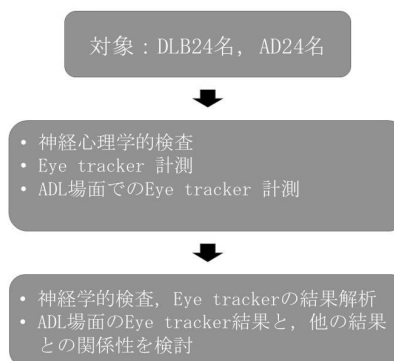 対象：DLB24名, AD24名
• 神経心理学的検査
• Eye tracker 計測
• ADL場面でのEye tracker 計測
• 神経学的検査, Eye trackerの結果解析
• ADL場面のEye tracker結果と, 他の結果
との関係性を検討